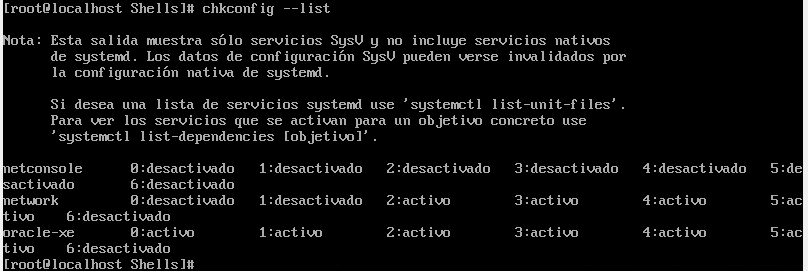 [root@localhost Shells]# chkconfig --list
Nota: Esta salida muestra sólo servicios SysV y no incluye servicios nativos
de systemd. Los datos de configuración SysV pueden verse invalidados por
la configuración nativa de systemd.
Si desea una lista de servicios systemd use 'systemctl list-unit-files'.
Para ver los servicios que se activan para un objetivo concreto use
'systemctl list-dependencies [objetivo]'.
netconsole 0:desactivado 1:desactivado 2:desactivado 3:desactivado 4:desactivado 5:de
sactivado 6:desactivado
network 0:desactivado 1:desactivado 2:activo 3:activo 4:activo 5:ac
tivo 6:desactivado
oracle-xe 0:activo 1:activo 2:activo 3:activo 4:activo 5:ac
tivo 6:desactivado
[root@localhost Shells]#